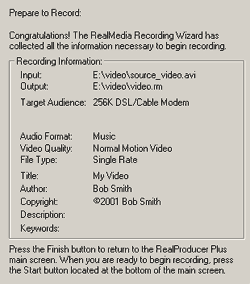 Prepare to Record:
Congratulations! The RealMedia Recording Wizard has
collected all the information necessary to begin recording.
Recording Information:
Input: E:\video\source_video.avi
Output: E:\video\video.rm
Target Audience: 256K DSL/Cable Modem
Audio Format: Music
Video Quality: Normal Motion Video
File Type: Single Rate
Title: My Video
Author: Bob Smith
Copyright: ©2001 Bob Smith
Description:
Keywords:
Press the Finish button to return to the RealProducer Plus
main screen. When you are ready to begin recording, press
the Start button located at the bottom of the main screen.